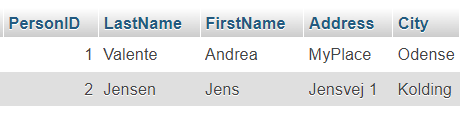 PersonID LastName FirstName Address City
1 Valente Andrea MyPlace Odense
2 Jensen Jens Jensvej 1 Kolding